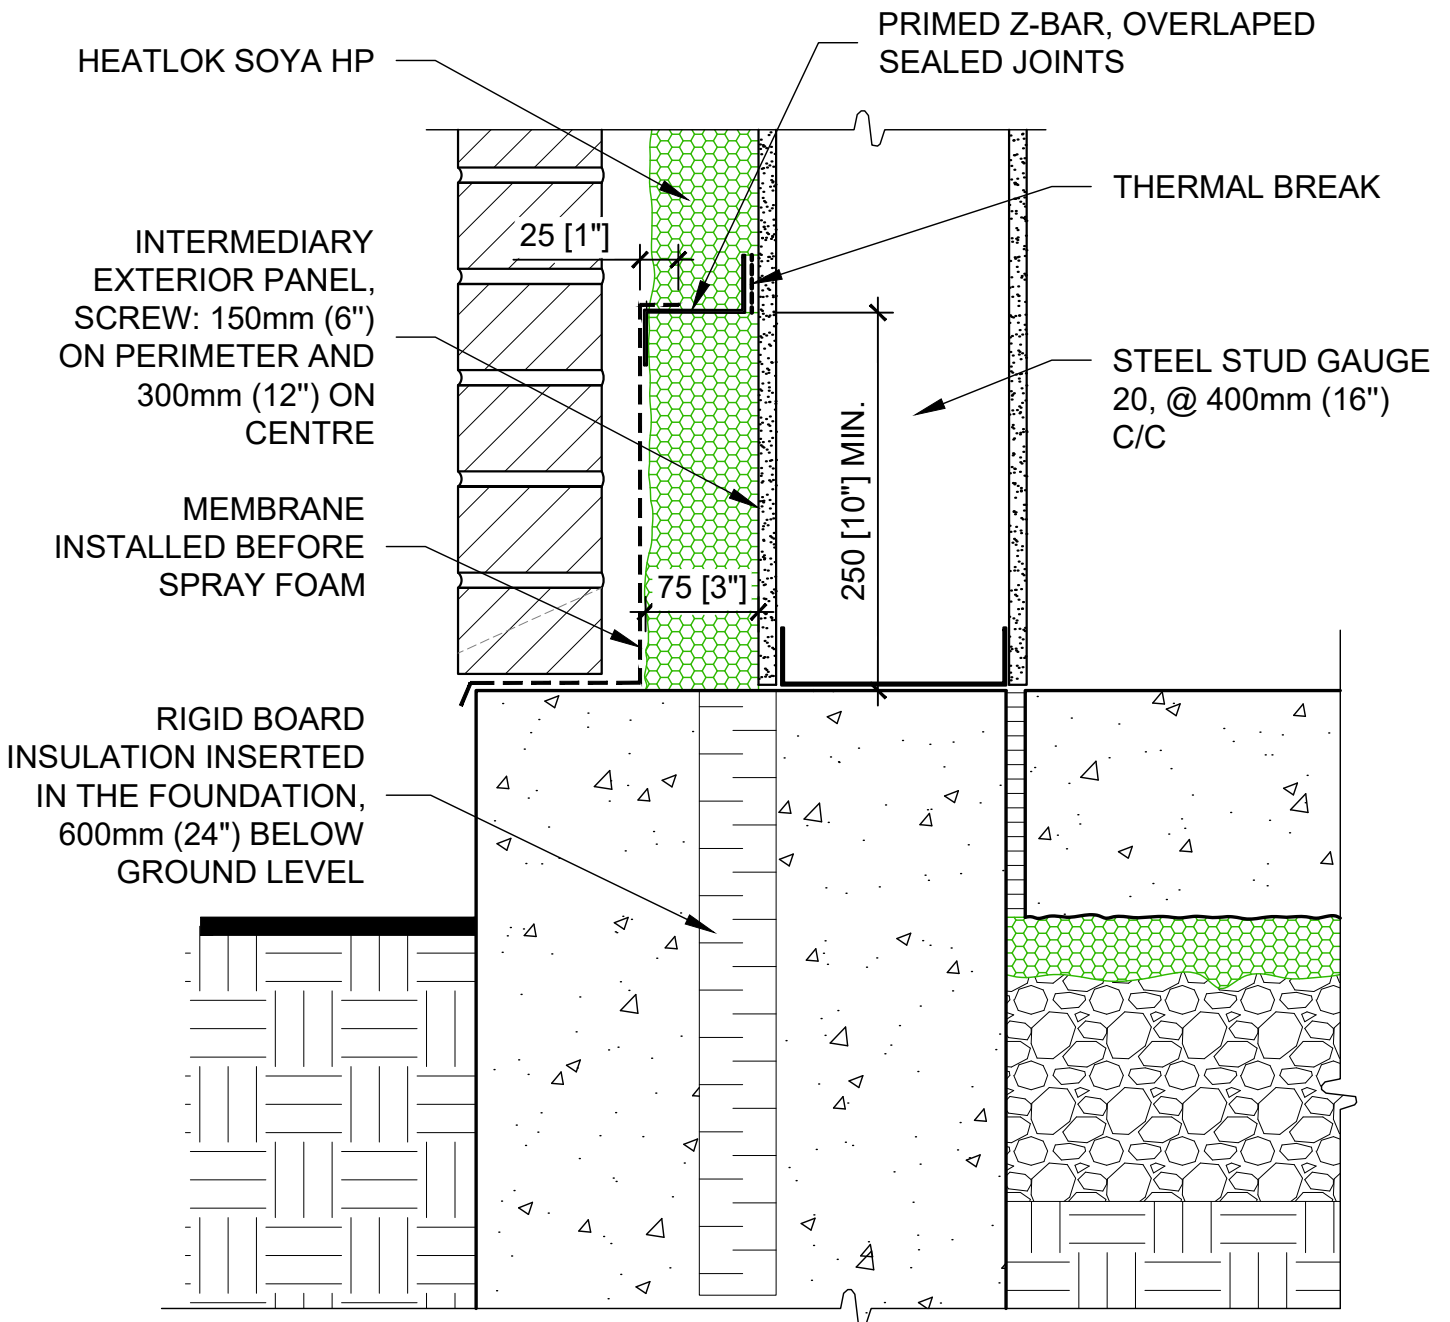 PRIMED Z-BAR, OVERLAPED
SEALED JOINTS
HEATLOK SOYA HP
THERMAL BREAK
25 [1"]
INTERMEDIARY
EXTERIOR PANEL,
SCREW: 150mm (6")
ON PERIMETER AND
300mm (12") ON
CENTRE
STEEL STUD GAUGE
20, @ 400mm (16")
C/C
250 [10"] MIN.
MEMBRANE
INSTALLED BEFORE
SPRAY FOAM
75 [3"]
RIGID BOARD
INSULATION INSERTED
IN THE FOUNDATION,
600mm (24") BELOW
GROUND LEVEL